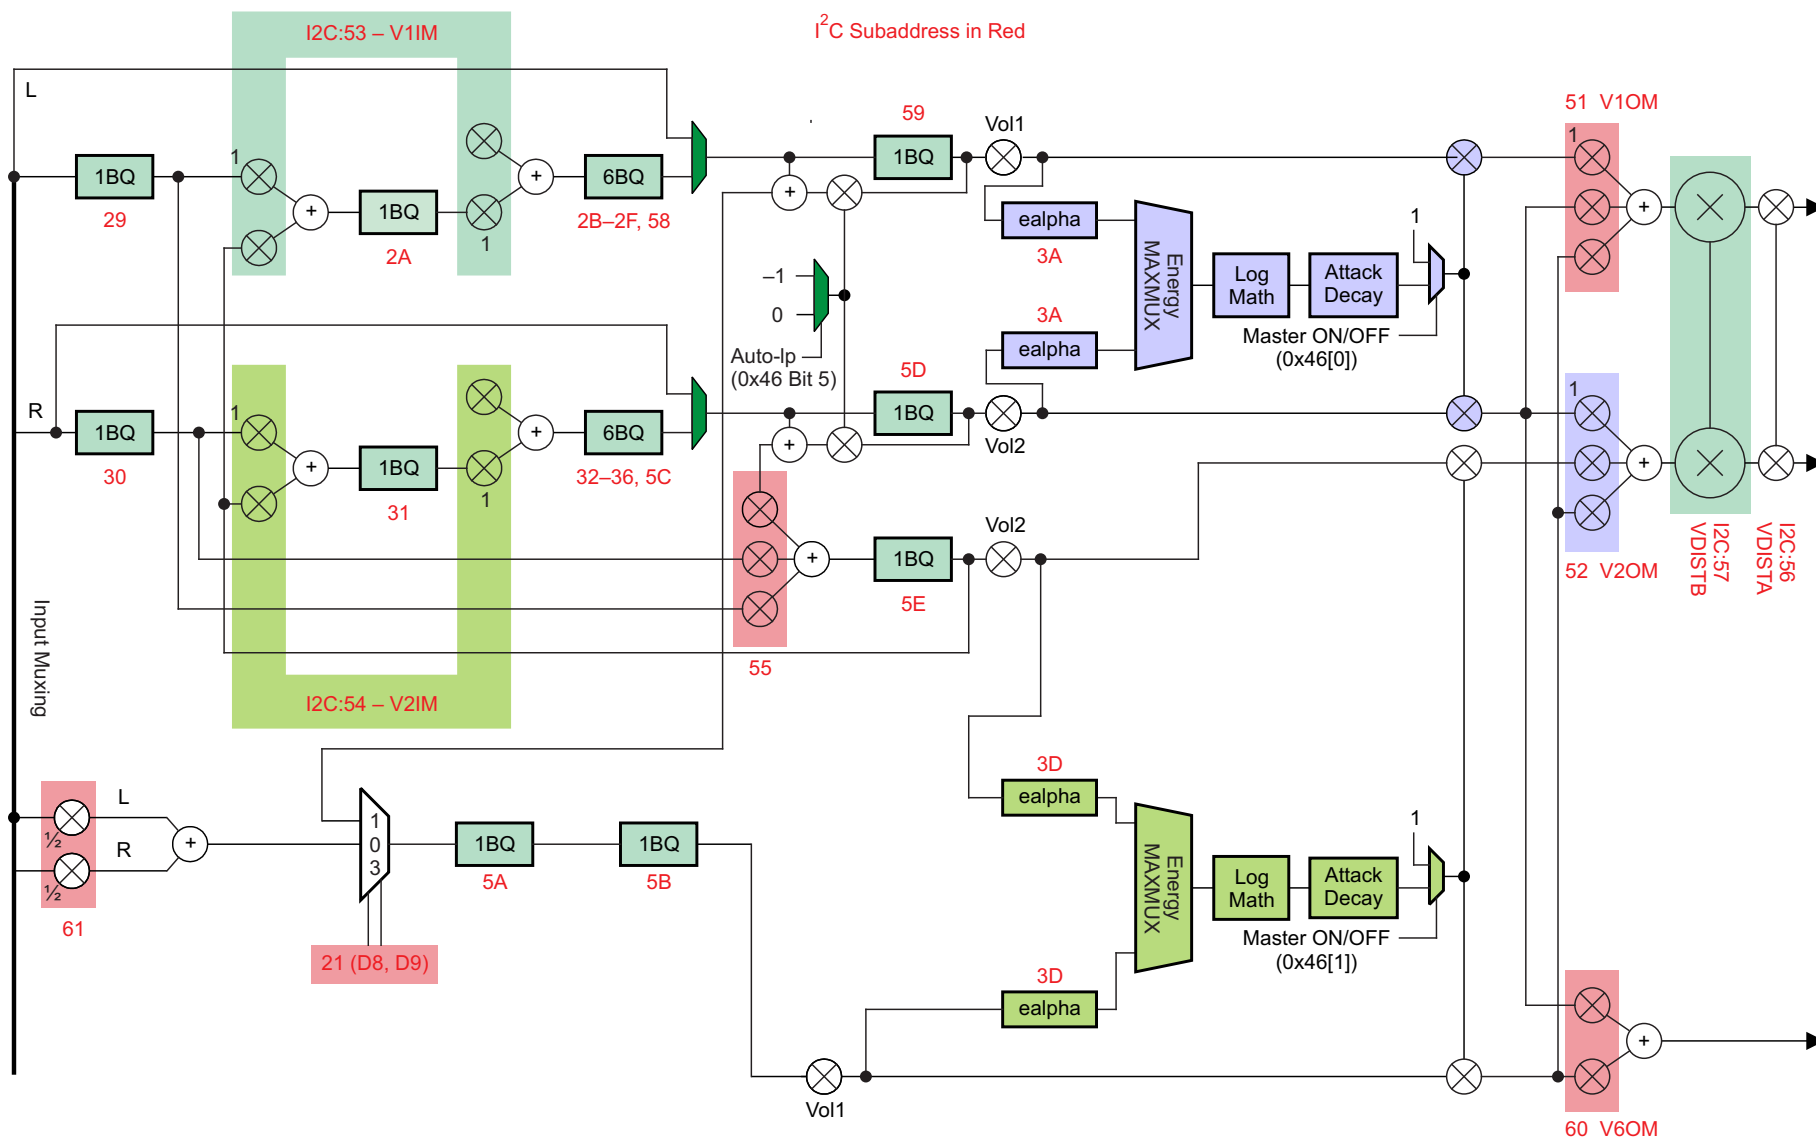 I2C:53 – V1IM
I²C Subaddress in Red
L
1BQ
29
1
1BQ
2A
1
6BQ
2B–2F, 58
59
1BQ
Vol1
51 V1OM
1
ealpha
3A
Energy
MAXMUX
Log
Math
Attack
Decay
1
Master ON/OFF
(0x46[0])
–1
0
Auto-lp
(0x46 Bit 5)
3A
ealpha
R
1BQ
30
1
1BQ
31
1
6BQ
32–36, 5C
5D
1BQ
Vol2
1
52 V2OM
I2C:57
VDISTB
I2C:56
VDISTA
+
+
+
+
+
+
+
+
+
+
+
Vol2
1BQ
5E
55
I2C:54 – V2IM
Input Muxing
L
½
R
½
61
1
0
3
21 (D8, D9)
1BQ
5A
1BQ
5B
3D
ealpha
Energy
MAXMUX
Log
Math
Attack
Decay
1
Master ON/OFF
(0x46[1])
3D
ealpha
Vol1
60 V6OM